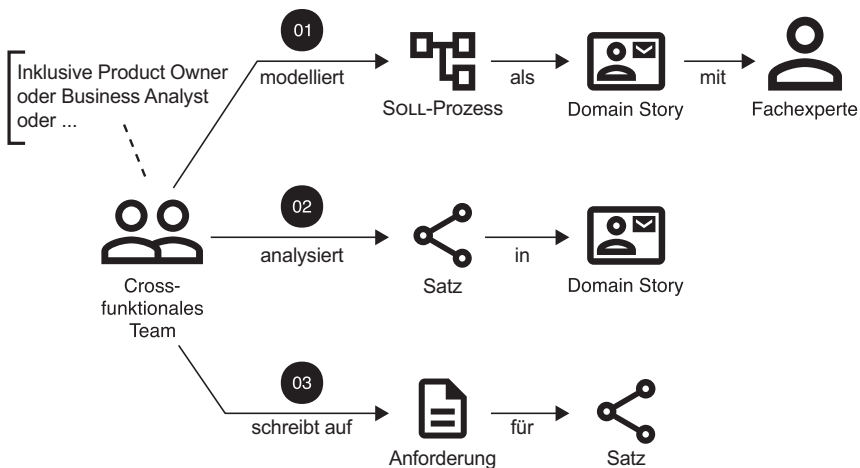 Inklusive Product Owner
oder Business Analyst
oder ...
Cross-
funktionales
Team
01
modelliert
SOLL-PROZESS
als
Domain Story
mit
Fachexperte
02
analysiert
Satz
in
Domain Story
03
schreibt auf
Anforderung
für
Satz